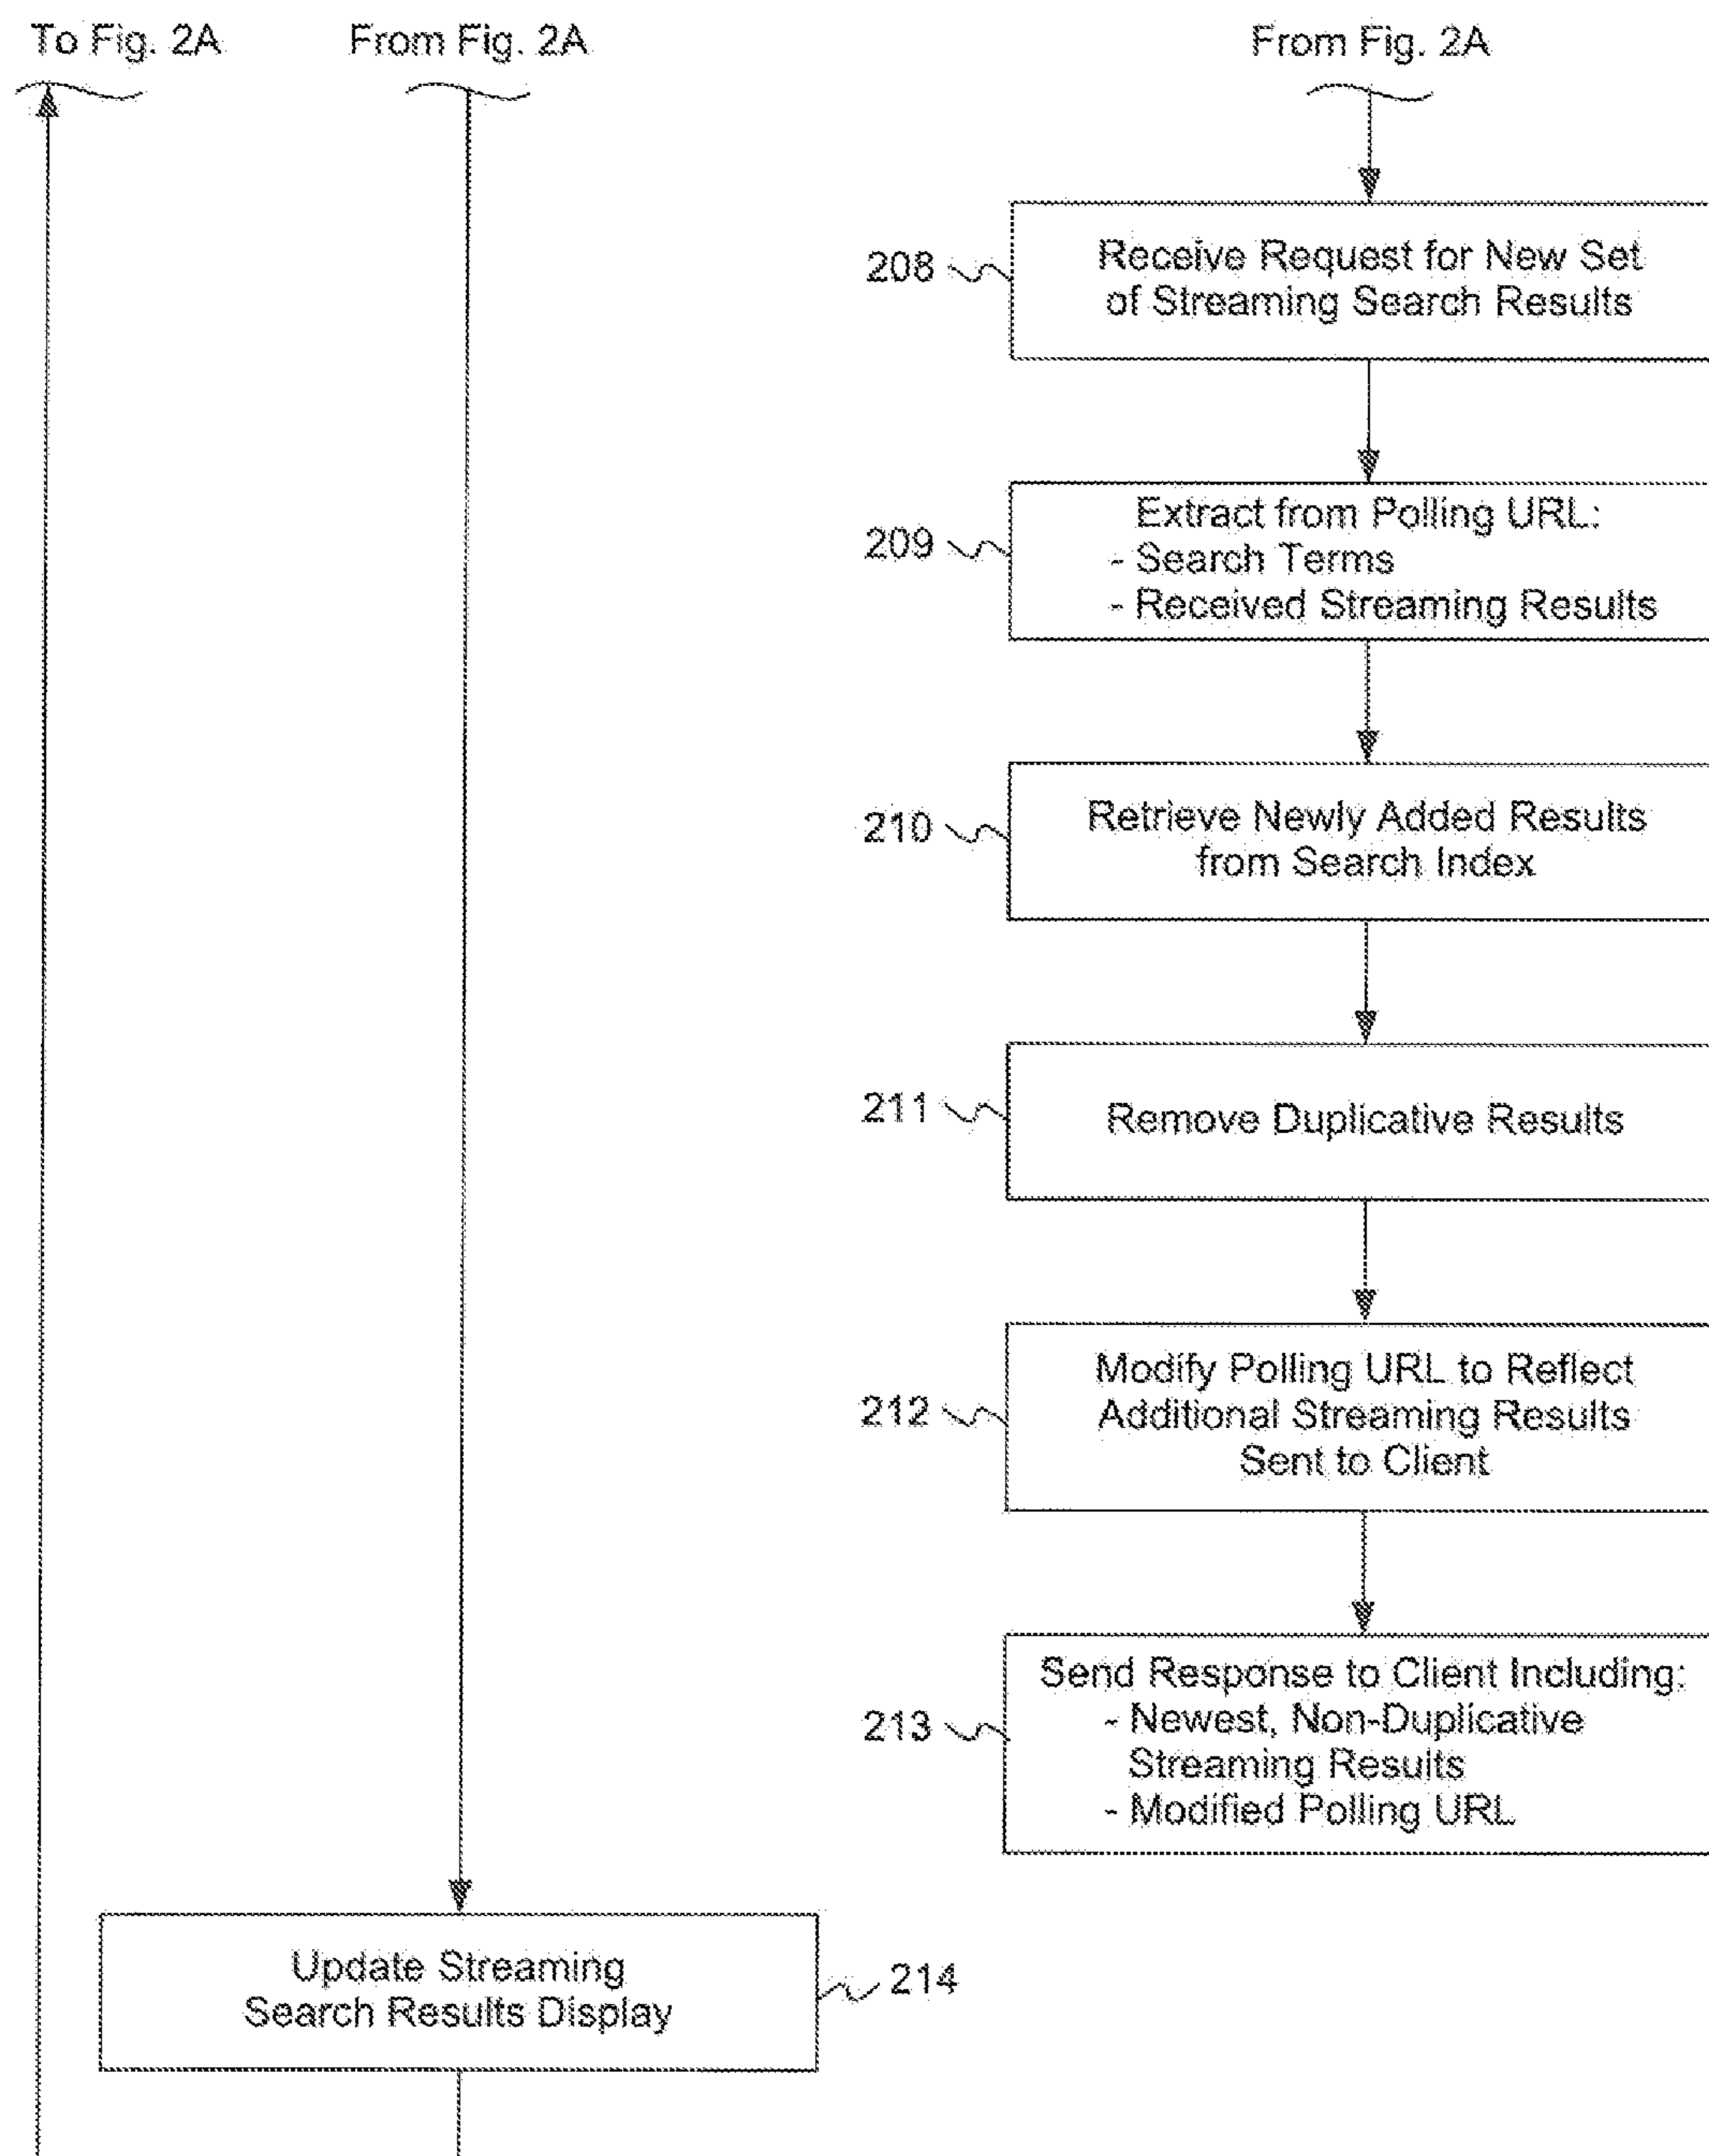 To Fig. 2A
From Fig. 2A
From Fig. 2A
208
Receive Request for New Set
of Streaming Search Results
209
Extract from Polling URL:
- Search Terms
- Received Streaming Results
210
Retrieve Newly Added Results
from Search Index
211
Remove Duplicative Results
212
Modify Polling URL to Reflect
Additional Streaming Results
Sent to Client
213
Send Response to Client Including:
- Newest, Non-Duplicative
Streaming Results
- Modified Polling URL
Update Streaming
Search Results Display
214